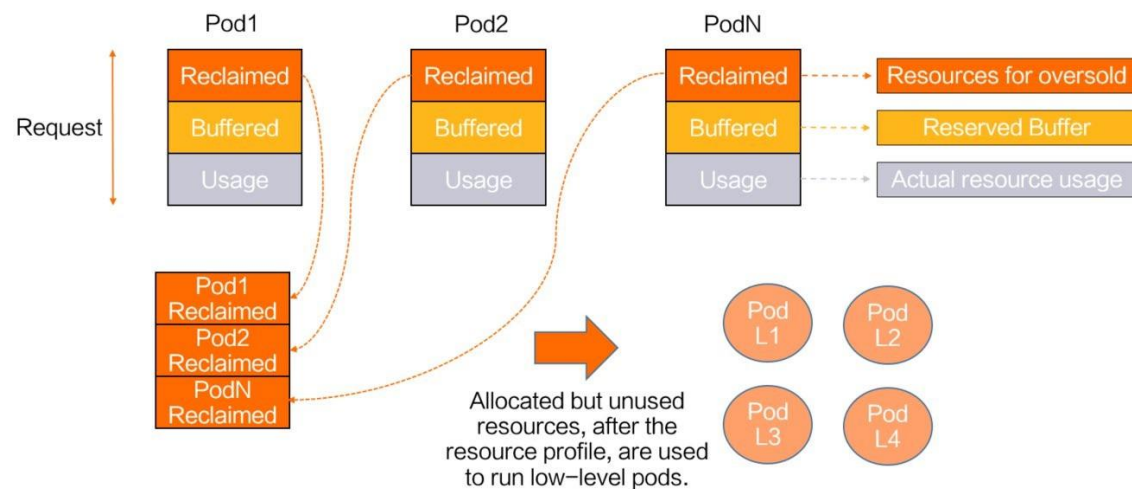 Pod1
Pod2
PodN
Request
Reclaimed
Buffered
Usage
Reclaimed
Buffered
Usage
Reclaimed
Buffered
Usage
Resources for oversold
Reserved Buffer
Actual resource usage
Pod1
Reclaimed
Pod2
Reclaimed
PodN
Reclaimed
Allocated but unused
resources, after the
resource profile, are used
to run low-level pods.
Pod
L1
Pod
L2
Pod
L3
Pod
L4